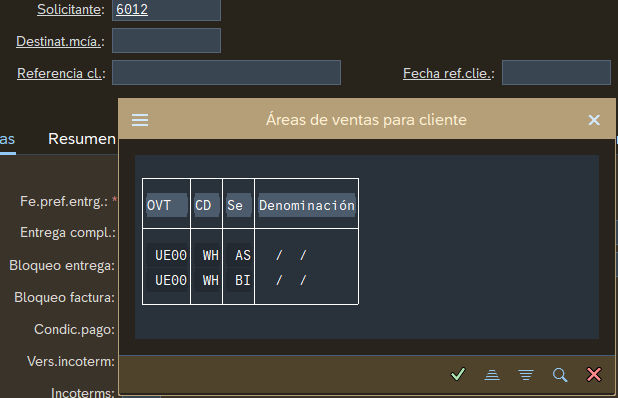 Solicitante: 6012
Destinat.mcía.:
Referencia cl.: Fecha ref.clie.:
as Resumen
Áreas de ventas para cliente
OVT CD Se Denominación
UE00 WH AS / /
UE00 WH BI / /
Fe.pref.entrg.: *
Entrega compl.:
Bloqueo entrega:
Bloqueo factura:
Condic.pago:
Vers.incoterm:
Incoterms: